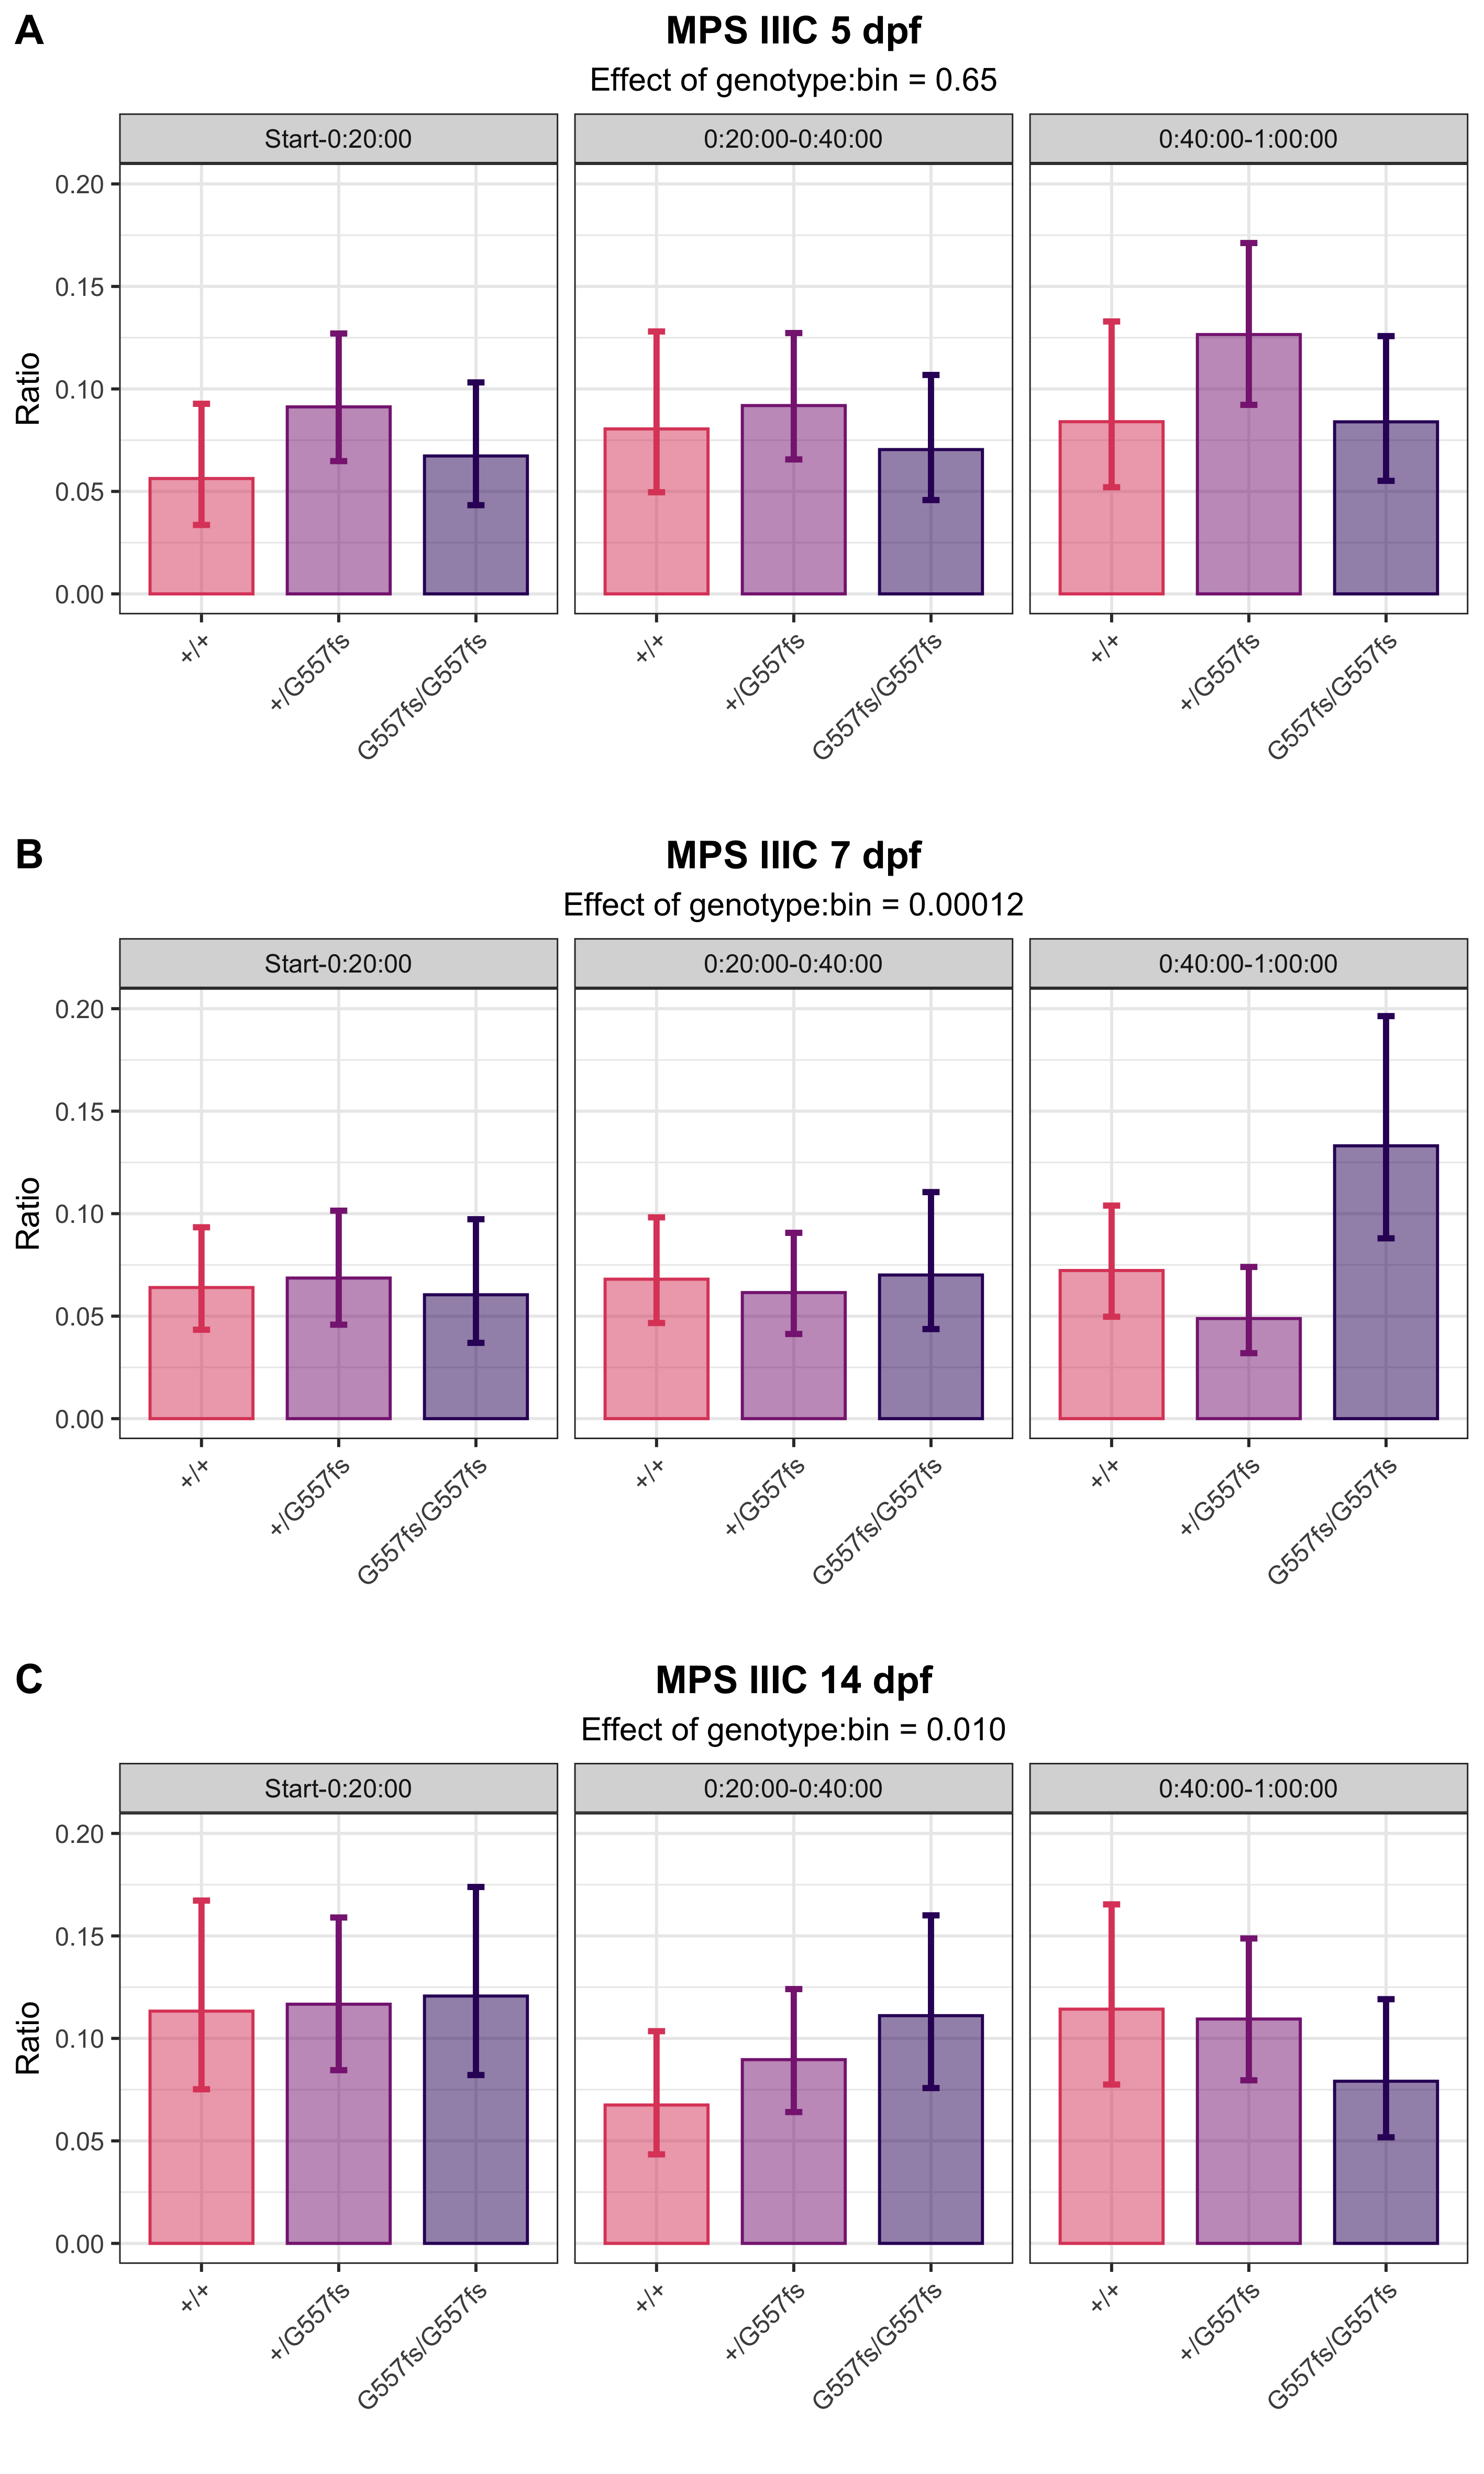 A
MPS IIIC 5 dpf
Effect of genotype:bin = 0.65
Start-0:20:00 0:20:00-0:40:00 0:40:00-1:00:00
Ratio
0.20
0.15
0.10
0.05
0.00
+/+ +/G557fs G557fs/G557fs +/+ +/G557fs G557fs/G557fs +/+ +/G557fs G557fs/G557fs
B
MPS IIIC 7 dpf
Effect of genotype:bin = 0.00012
Start-0:20:00 0:20:00-0:40:00 0:40:00-1:00:00
Ratio
0.20
0.15
0.10
0.05
0.00
+/+ +/G557fs G557fs/G557fs +/+ +/G557fs G557fs/G557fs +/+ +/G557fs G557fs/G557fs
C
MPS IIIC 14 dpf
Effect of genotype:bin = 0.010
Start-0:20:00 0:20:00-0:40:00 0:40:00-1:00:00
Ratio
0.20
0.15
0.10
0.05
0.00
+/+ +/G557fs G557fs/G557fs +/+ +/G557fs G557fs/G557fs +/+ +/G557fs G557fs/G557fs